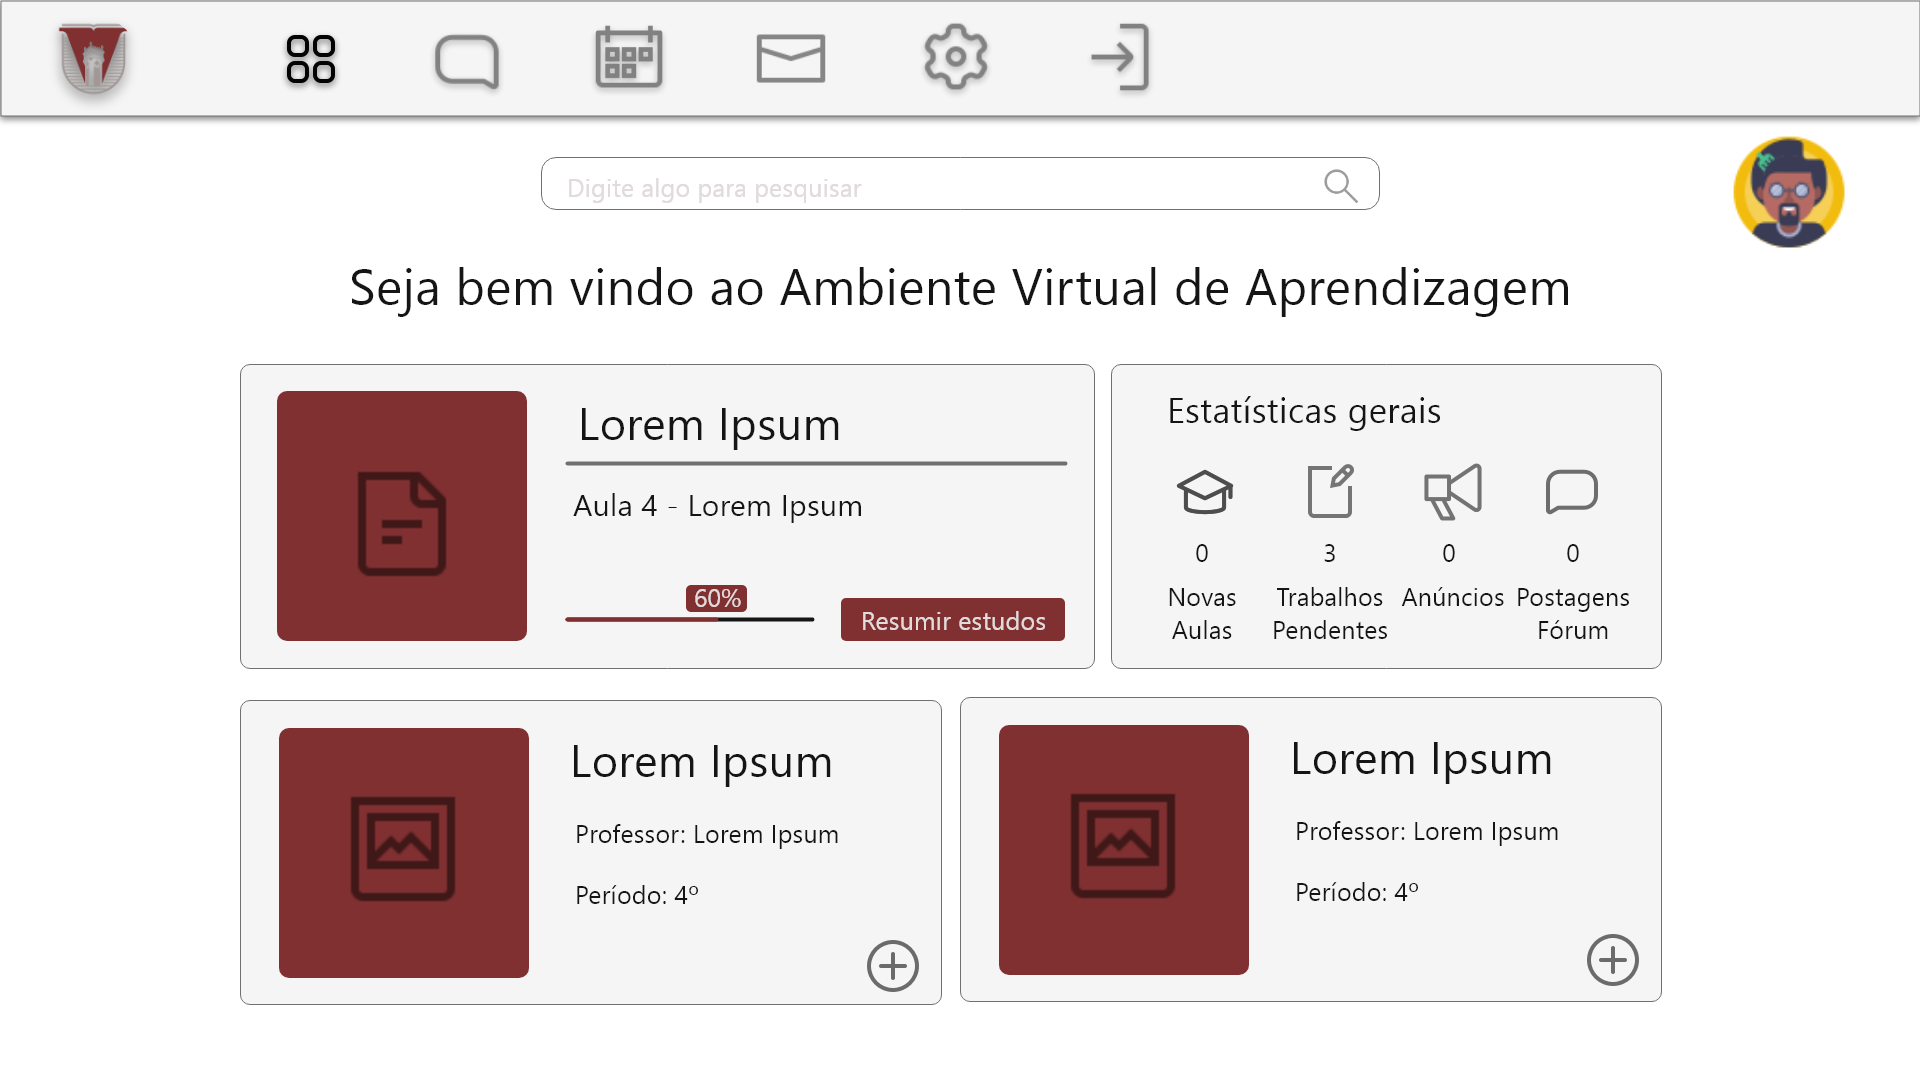 Digite algo para pesquisar
Seja bem vindo ao Ambiente Virtual de Aprendizagem
Lorem Ipsum
Aula 4 - Lorem Ipsum
60%
Resumir estudos
Estatísticas gerais
0
Novas
Aulas
3
Trabalhos
Pendentes
0
Anúncios
0
Postagens
Fórum
Lorem Ipsum
Professor: Lorem Ipsum
Período: 4º
Lorem Ipsum
Professor: Lorem Ipsum
Período: 4º